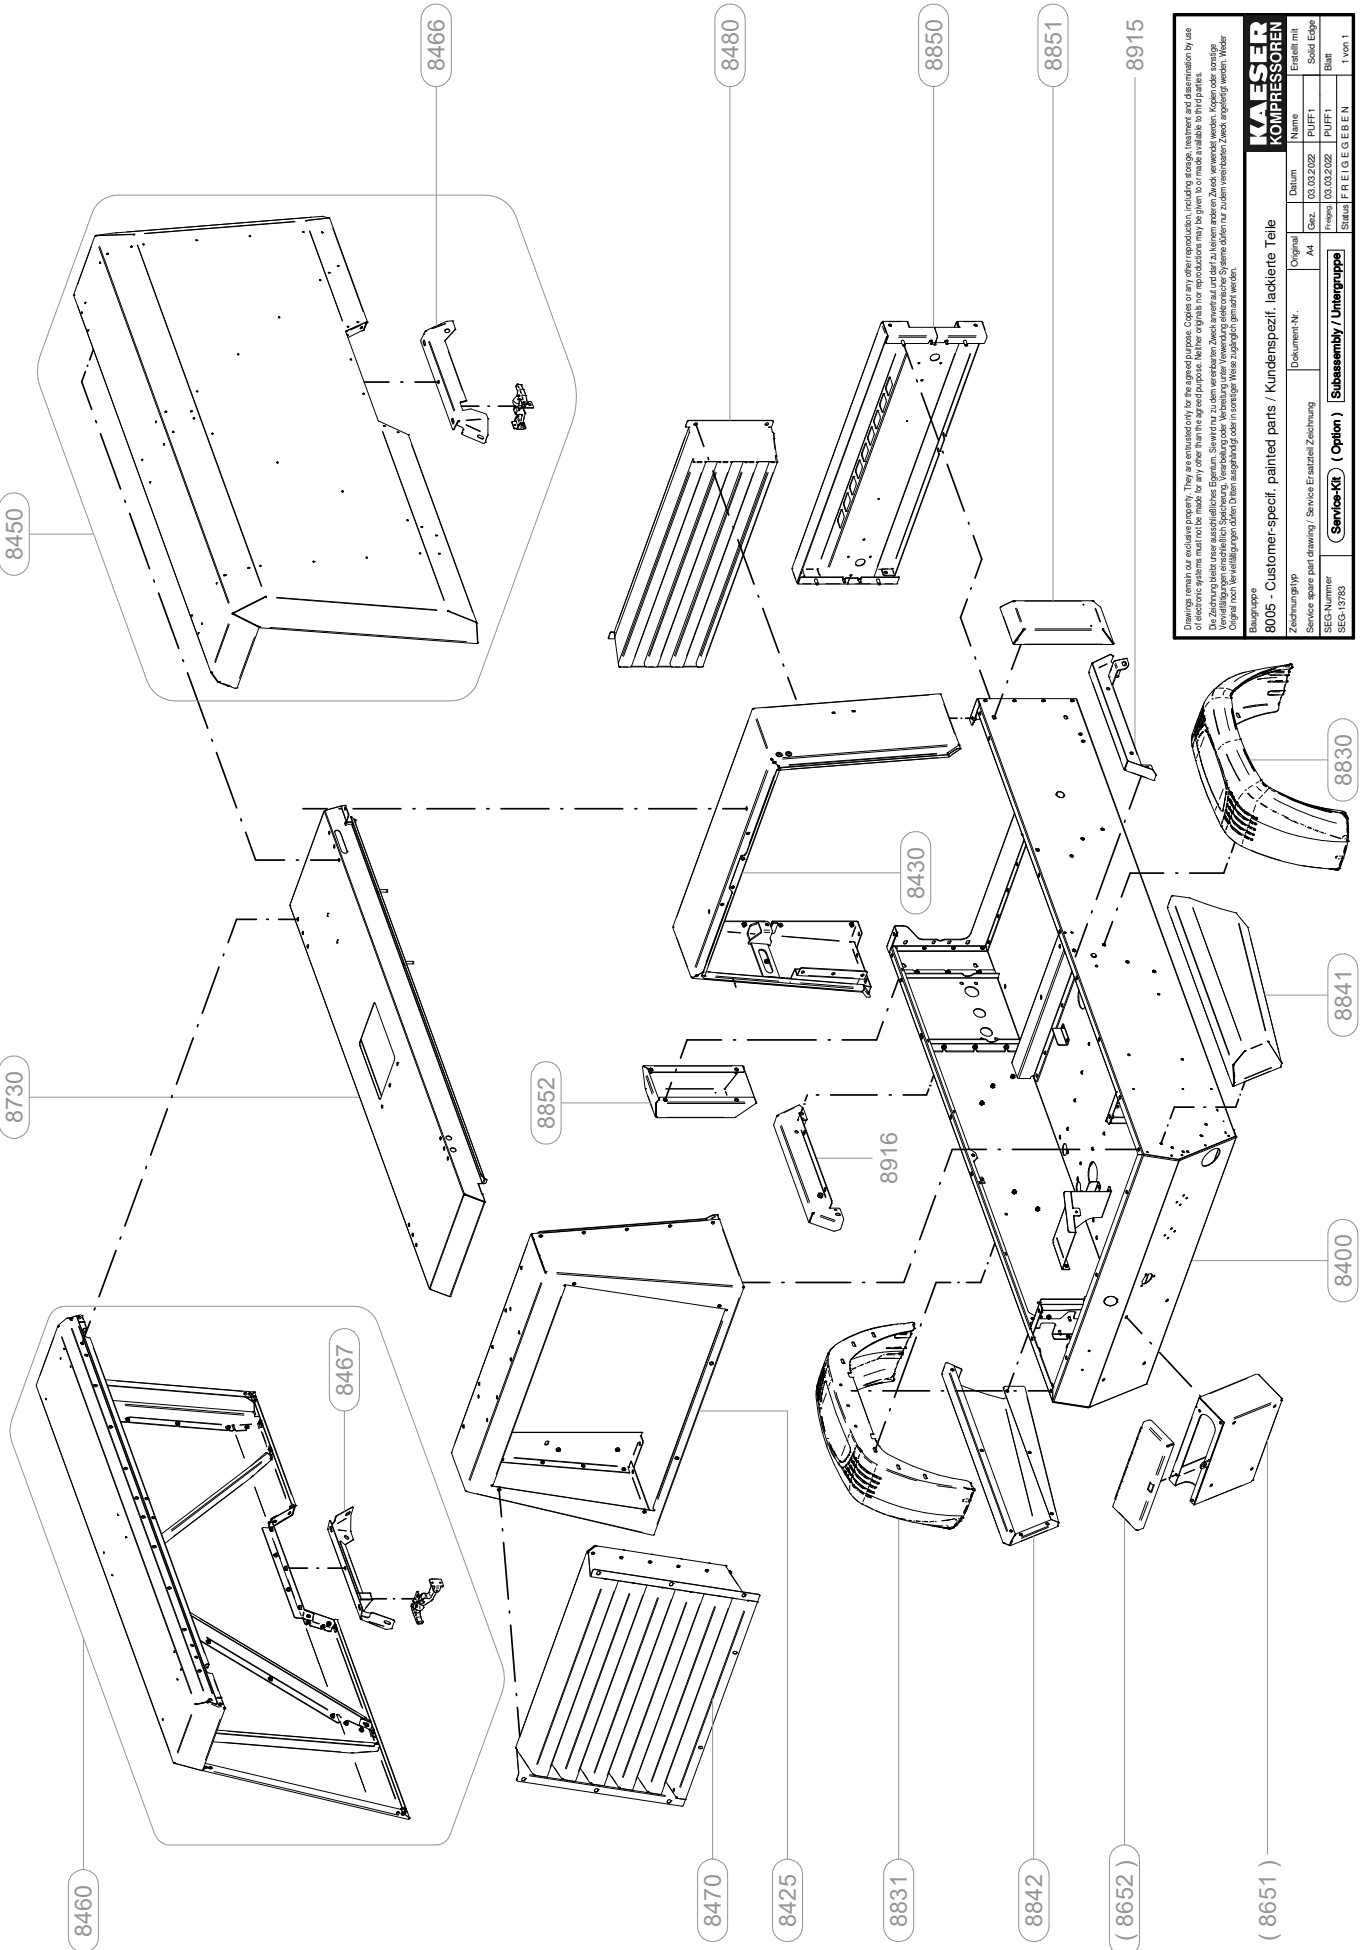 8460
8730
8450
8466
8467
8470
8425
8852
8916
8430
8480
8850
8851
8915
8831
8842
( 8652 )
( 8651 )
8400
8841
8830
Drawings remain our exclusive property. They are entrusted only for the agreed purpose. Copies or any other reproduction, including storage, treatment and dissemination by use
of electronic systems must not be made for any other than the agreed purpose. Neither originals nor reproductions may be given to or made available to third parties.
Die Zeichnung bleibt unser ausschließliches Eigentum. Sie wird nur zu dem vereinbarten Zweck anvertraut und darf zu keinem anderen Zweck verwendet werden. Kopien oder sonstige
Vervielfältigungen einschließlich Speicherung, Verarbeitung oder Verbreitung unter Verwendung elektronischer Systeme dürfen nur zu dem vereinbarten Zweck angefertigt werden. Weder
Original noch Vervielfältigungen dürfen Dritten ausgehändigt oder in sonstiger Weise zugänglich gemacht werden.
Baugruppe
8005 - Customer-specif. painted parts / Kundenspezif. lackierte Teile
KAESER
KOMPRESSOREN
Zeichnungstyp
Service spare part drawing / Service Ersatzteil Zeichnung
Dokument-Nr.
Original
A4
Datum
Name
Erstellt mit
Gez.
03.03.2022
PUFF1
Solid Edge
SEG-Nummer
SEG-13783
Service-Kit
( Option )
Subassembly / Untergruppe
Freigeg.
03.03.2022
PUFF1
Blatt
Status
F R E I G E G E B E N
1 von 1